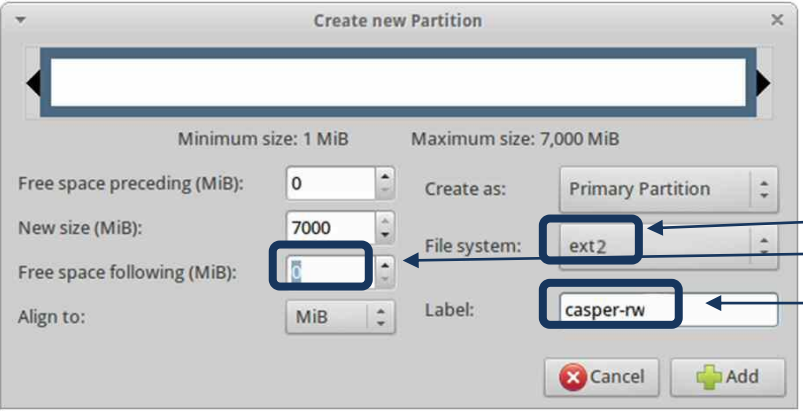 Create new Partition
Minimum size: 1 MiB Maximum size: 7,000 MiB
Free space preceding (MiB): 0
Create as: Primary Partition
New size (MiB): 7000
File system: ext2
Free space following (MiB): 0
Align to: MiB
Label: casper-rw
Cancel Add